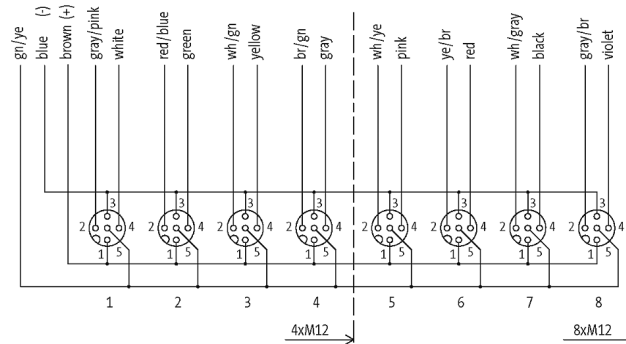 gn/ye
blue (-)
brown (+)
gray/pink
white
red/blue
green
wh/gn
yellow
br/gn
gray
wh/ye
pink
ye/br
red
wh/gray
black
gray/br
violet
3 3 3 3 3 3 3 3
2 4 2 4 2 4 2 4 2 4 2 4 2 4 2 4
1 5 1 5 1 5 1 5 1 5 1 5 1 5 1 5
1 2 3 4 5 6 7 8
4xM12 8xM12